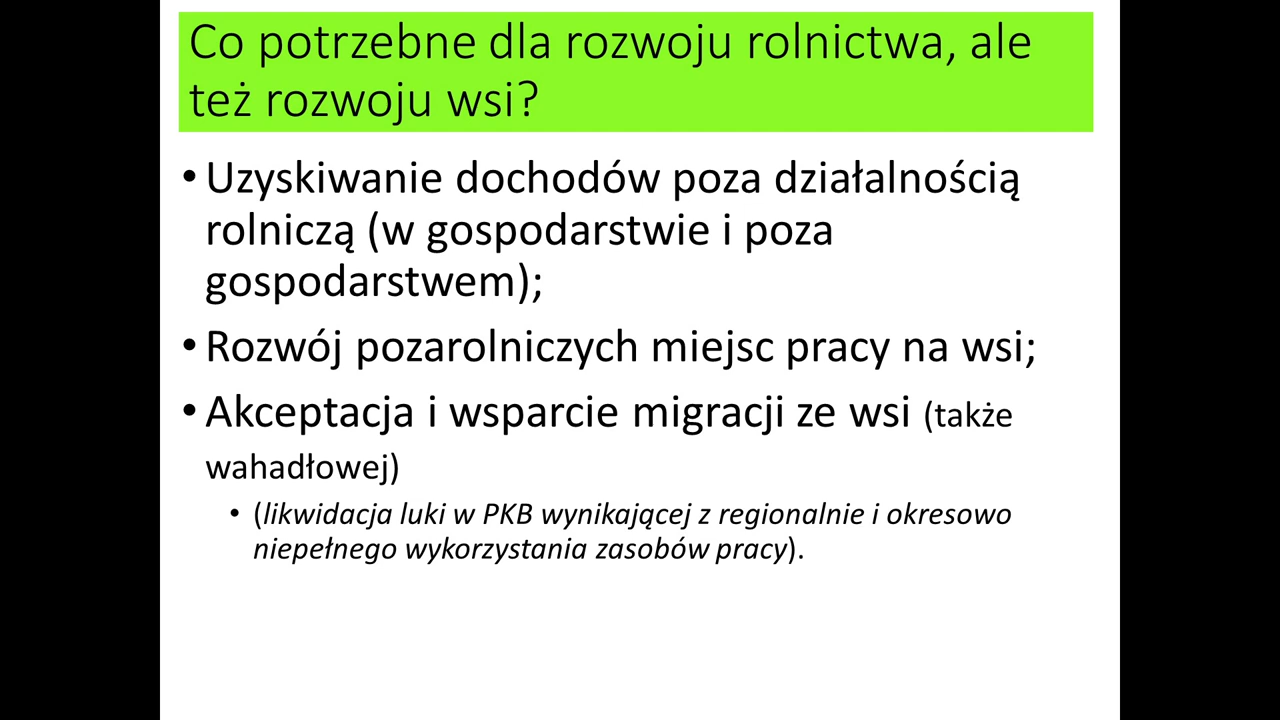 Co potrzebne dla rozwoju rolnictwa, ale
też rozwoju wsi?
• Uzyskiwanie dochodów poza działalnością
rolniczą (w gospodarstwie i poza
gospodarstwem);
• Rozwój pozarolniczych miejsc pracy na wsi;
• Akceptacja i wsparcie migracji ze wsi (także
wahadłowej)
• (likwidacja luki w PKB wynikającej z regionalnie i okresowo
niepełnego wykorzystania zasobów pracy).